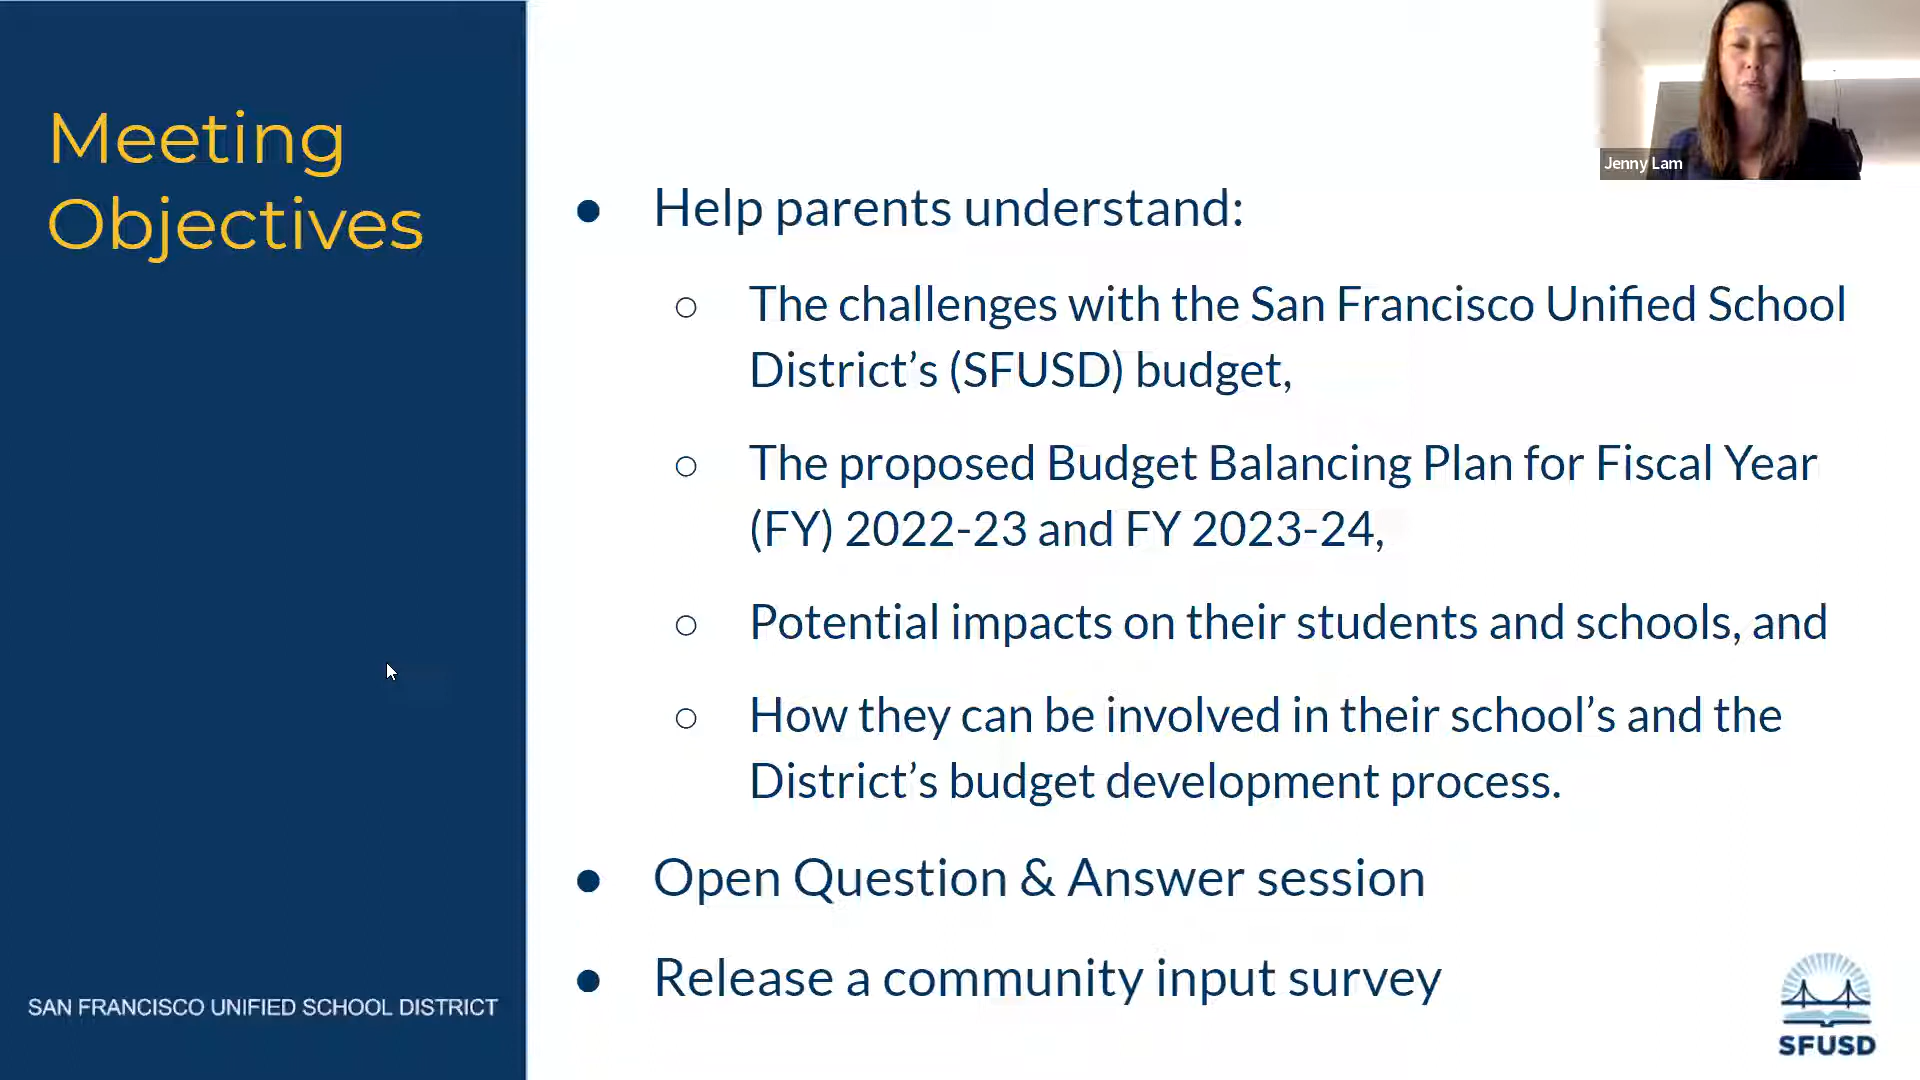 Meeting
Objectives
Jenny Lam
● Help parents understand:
○ The challenges with the San Francisco Unified School
District’s (SFUSD) budget,
○ The proposed Budget Balancing Plan for Fiscal Year
(FY) 2022-23 and FY 2023-24,
○ Potential impacts on their students and schools, and
○ How they can be involved in their school’s and the
District’s budget development process.
● Open Question & Answer session
● Release a community input survey
SAN FRANCISCO UNIFIED SCHOOL DISTRICT
SFUSD